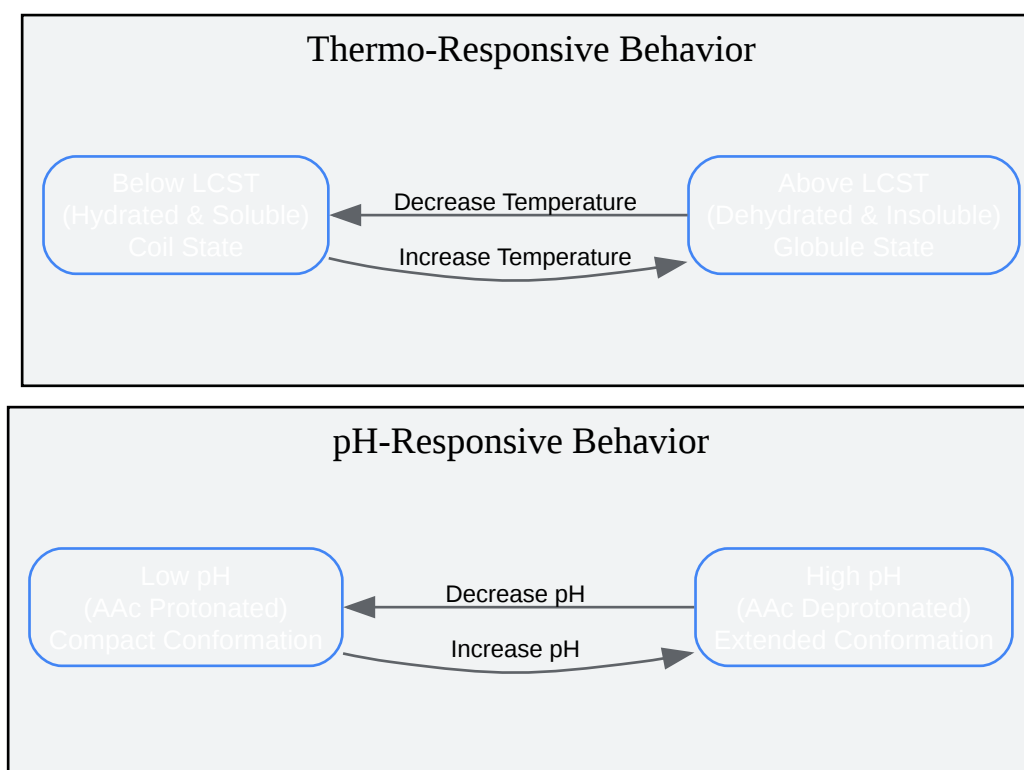 Thermo-Responsive Behavior
Below LCST
(Hydrated & Soluble)
Coil State
Decrease Temperature
Increase Temperature
Above LCST
(Dehydrated & Insoluble)
Globule State
pH-Responsive Behavior
Low pH
(AAc Protonated)
Compact Conformation
Decrease pH
Increase pH
High pH
(AAc Deprotonated)
Extended Conformation